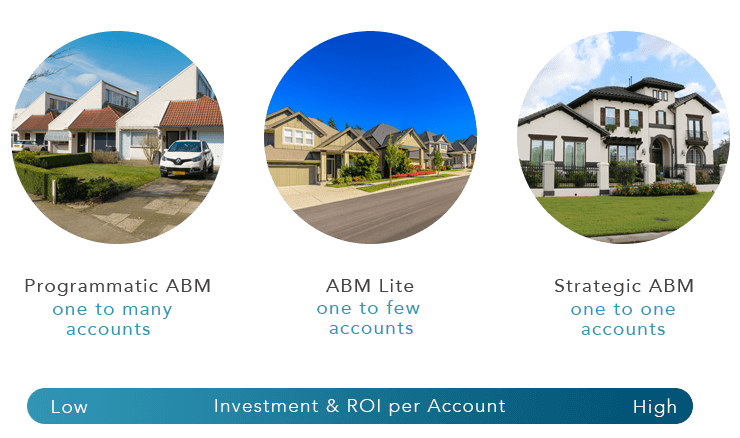 Programmatic ABM
one to many
accounts
ABM Lite
one to few
accounts
Strategic ABM
one to one
accounts
Low
Investment & ROI per Account
High